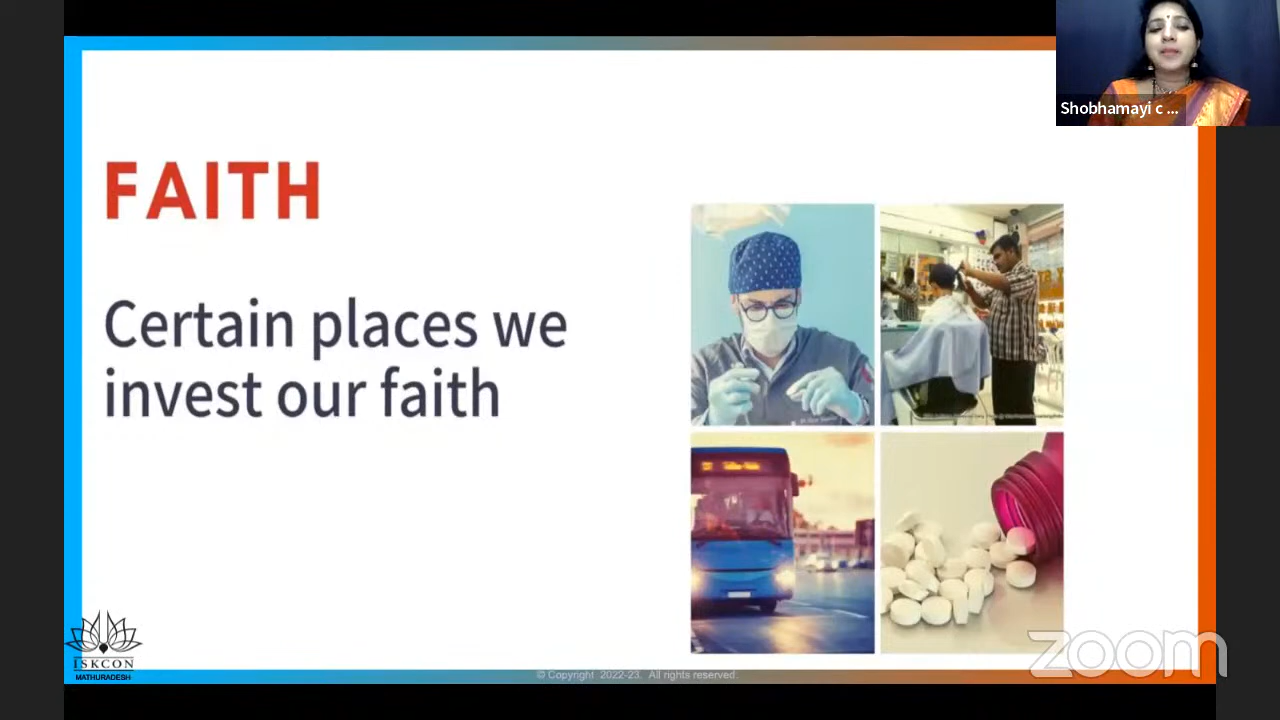 Shobhamayi c ...
FAITH
Certain places we
invest our faith
ISKCON
MATHURADESH
© Copyright 2022-23. All rights reserved.
zoom